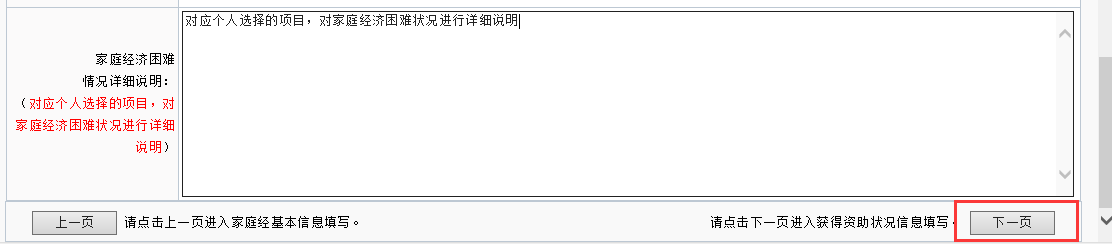 对应个人选择的项目，对家庭经济困难状况进行详细说明
家庭经济困难
情况详细说明：
（对应个人选择的项目，对
家庭经济困难状况进行详细
说明）
上一页 请点击上一页进入家庭经基本信息填写。
请点击下一页进入获得资助状况信息填写。 下一页